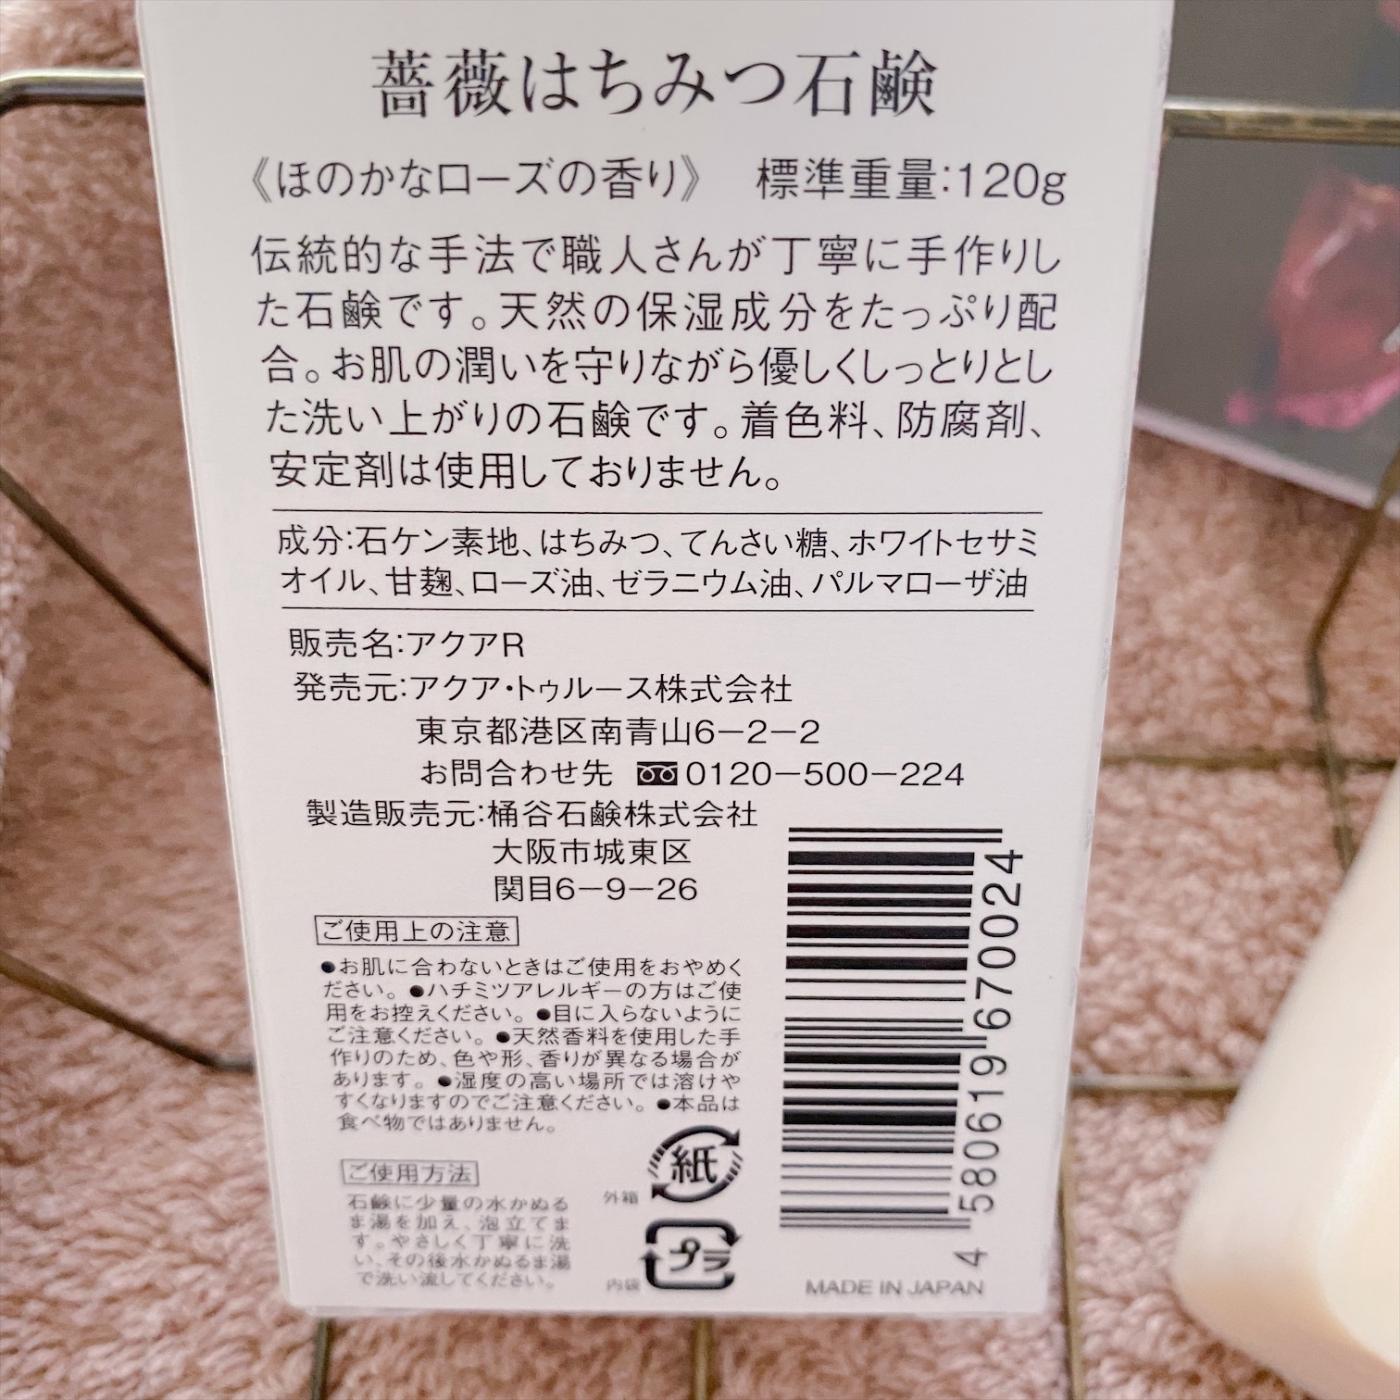 薔薇はちみつ石鹸
《ほのかなローズの香り》 標準重量:120g
伝統的な手法で職人さんが丁寧に手作りし
た石鹸です。天然の保湿成分をたっぷり配
合。お肌の潤いを守りながら優しくしっとりとし
た洗い上がりの石鹸です。着色料、防腐剤、
安定剤は使用しておりません。
成分:石ケン素地、はちみつ、てんさい糖、ホワイトセサミ
オイル、甘麹、ローズ油、ゼラニウム油、パルマローザ油
販売名:アクアR
発売元:アクア・トゥルース株式会社
東京都港区南青山6-2-2
お問合わせ先 0120-500-224
製造販売元:桶谷石鹸株式会社
大阪市城東区
関目6-9-26
ご使用上の注意
●お肌に合わないときはご使用をおやめく
ださい。●ハチミツアレルギーの方はご使
用をお控えください。●目に入らないように
ご注意ください。●天然香料を使用した手
作りのため、色や形、香りが異なる場合が
あります。●湿度の高い場所では溶けや
すくなりますのでご注意ください。●本品は
食べ物ではありません。
ご使用方法
石鹸に少量の水かぬる
ま湯を加え、泡立てま
す。やさしく丁寧に洗
い、その後水かぬるま湯
で洗い流してください。
紙
外箱
プラ
内袋
4 580619 670024
MADE IN JAPAN